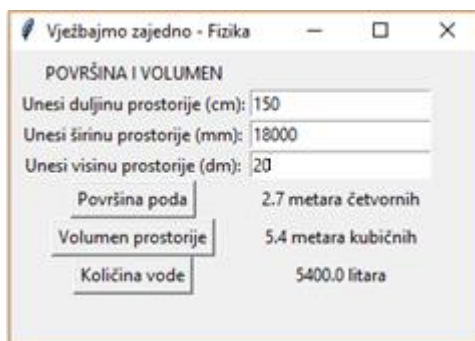 Vježbajmo zajedno - Fizika
POVRŠINA I VOLUMEN
Unesi duljinu prostorije (cm): 150
Unesi širinu prostorije (mm): 18000
Unesi visinu prostorije (dm): 20
Površina poda 2.7 metara četvornih
Volumen prostorije 5.4 metara kubičnih
Količina vode 5400.0 litara